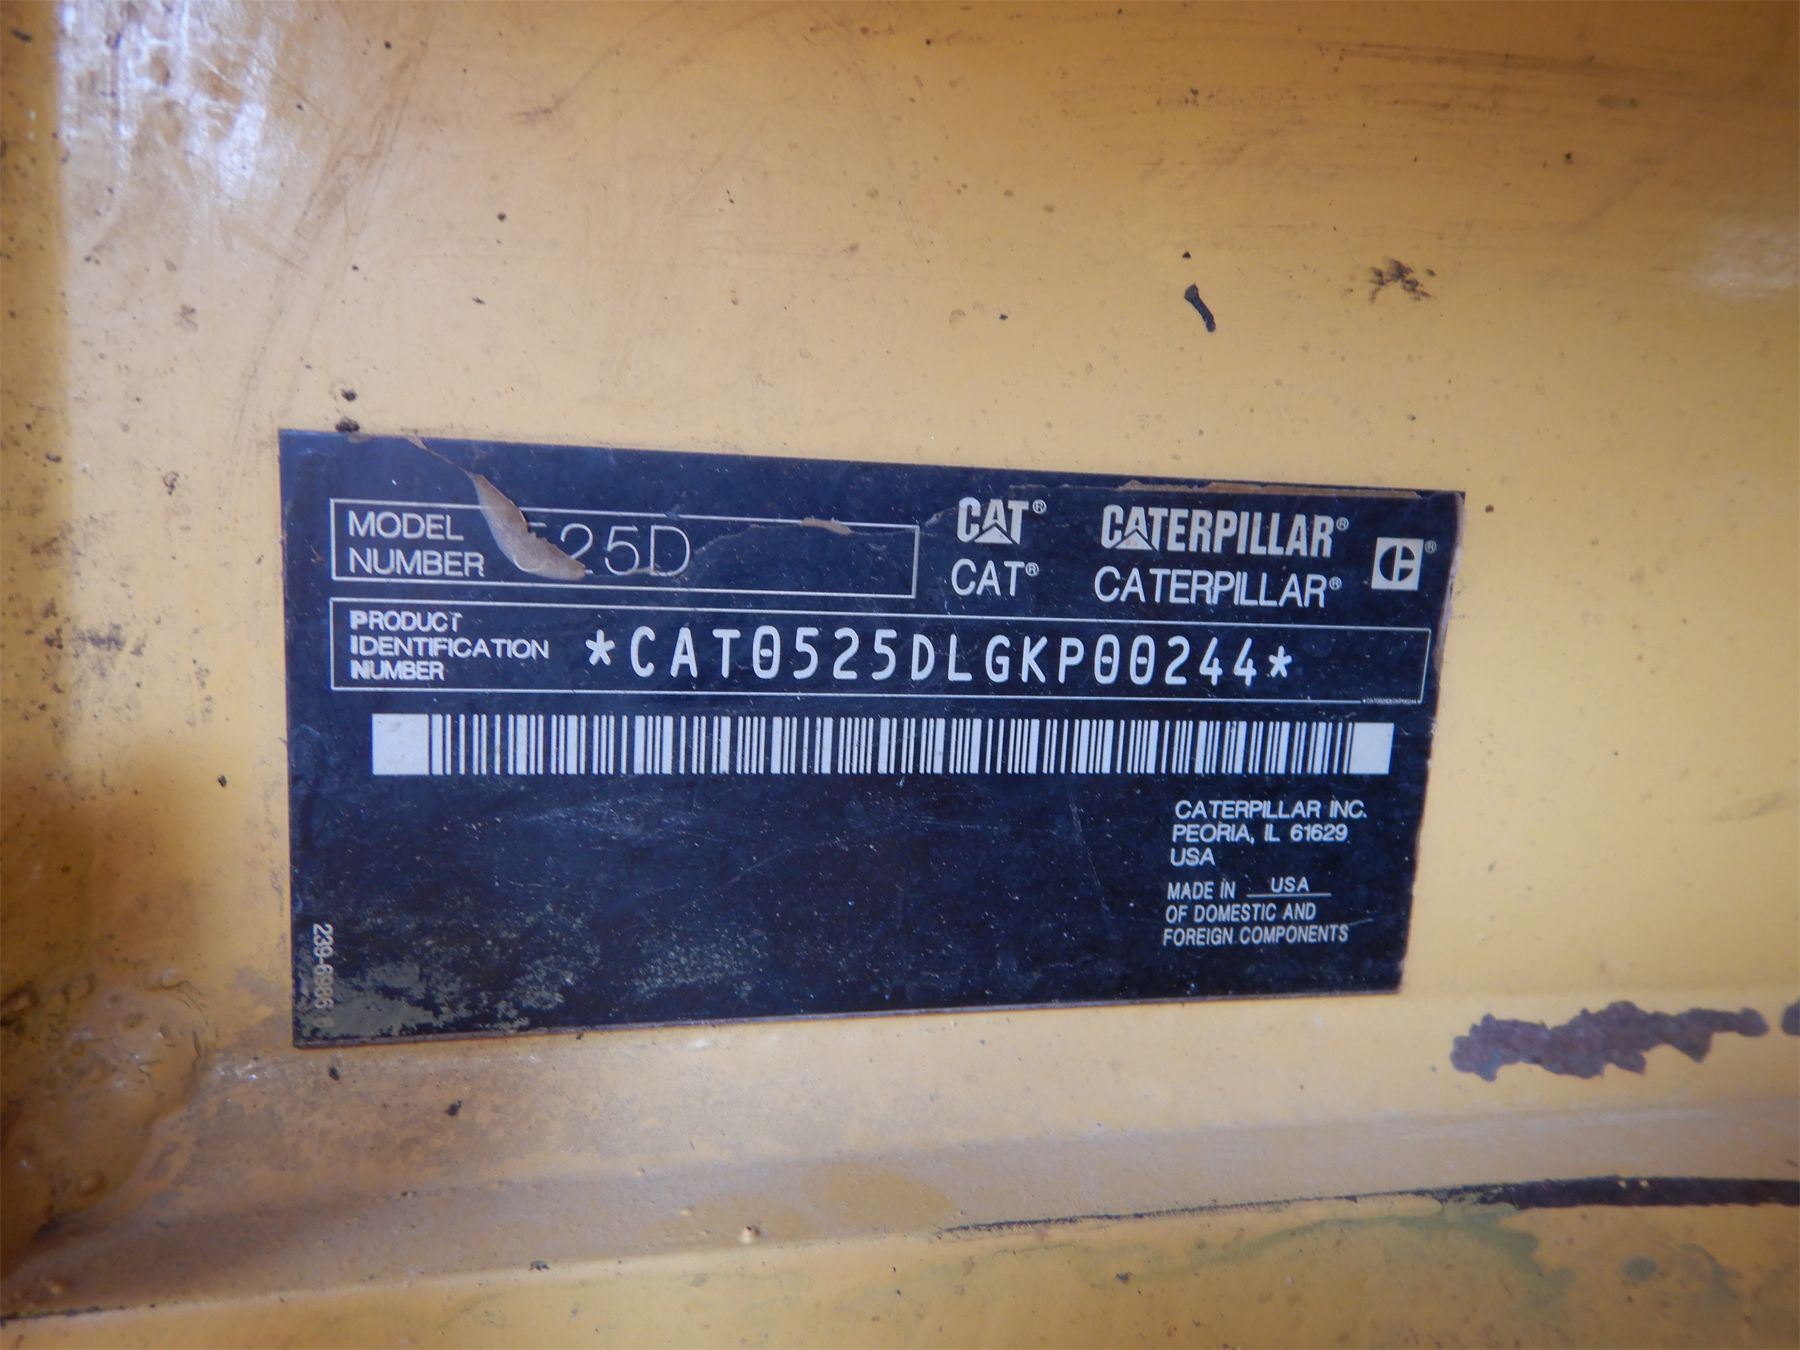 MODEL NUMBER 525D
CAT® CATERPILLAR®
CAT® CATERPILLAR®
PRODUCT IDENTIFICATION NUMBER *CAT0525DLGKP00244*
CATERPILLAR INC.
PEORIA, IL 61629
USA
MADE IN USA
OF DOMESTIC AND
FOREIGN COMPONENTS